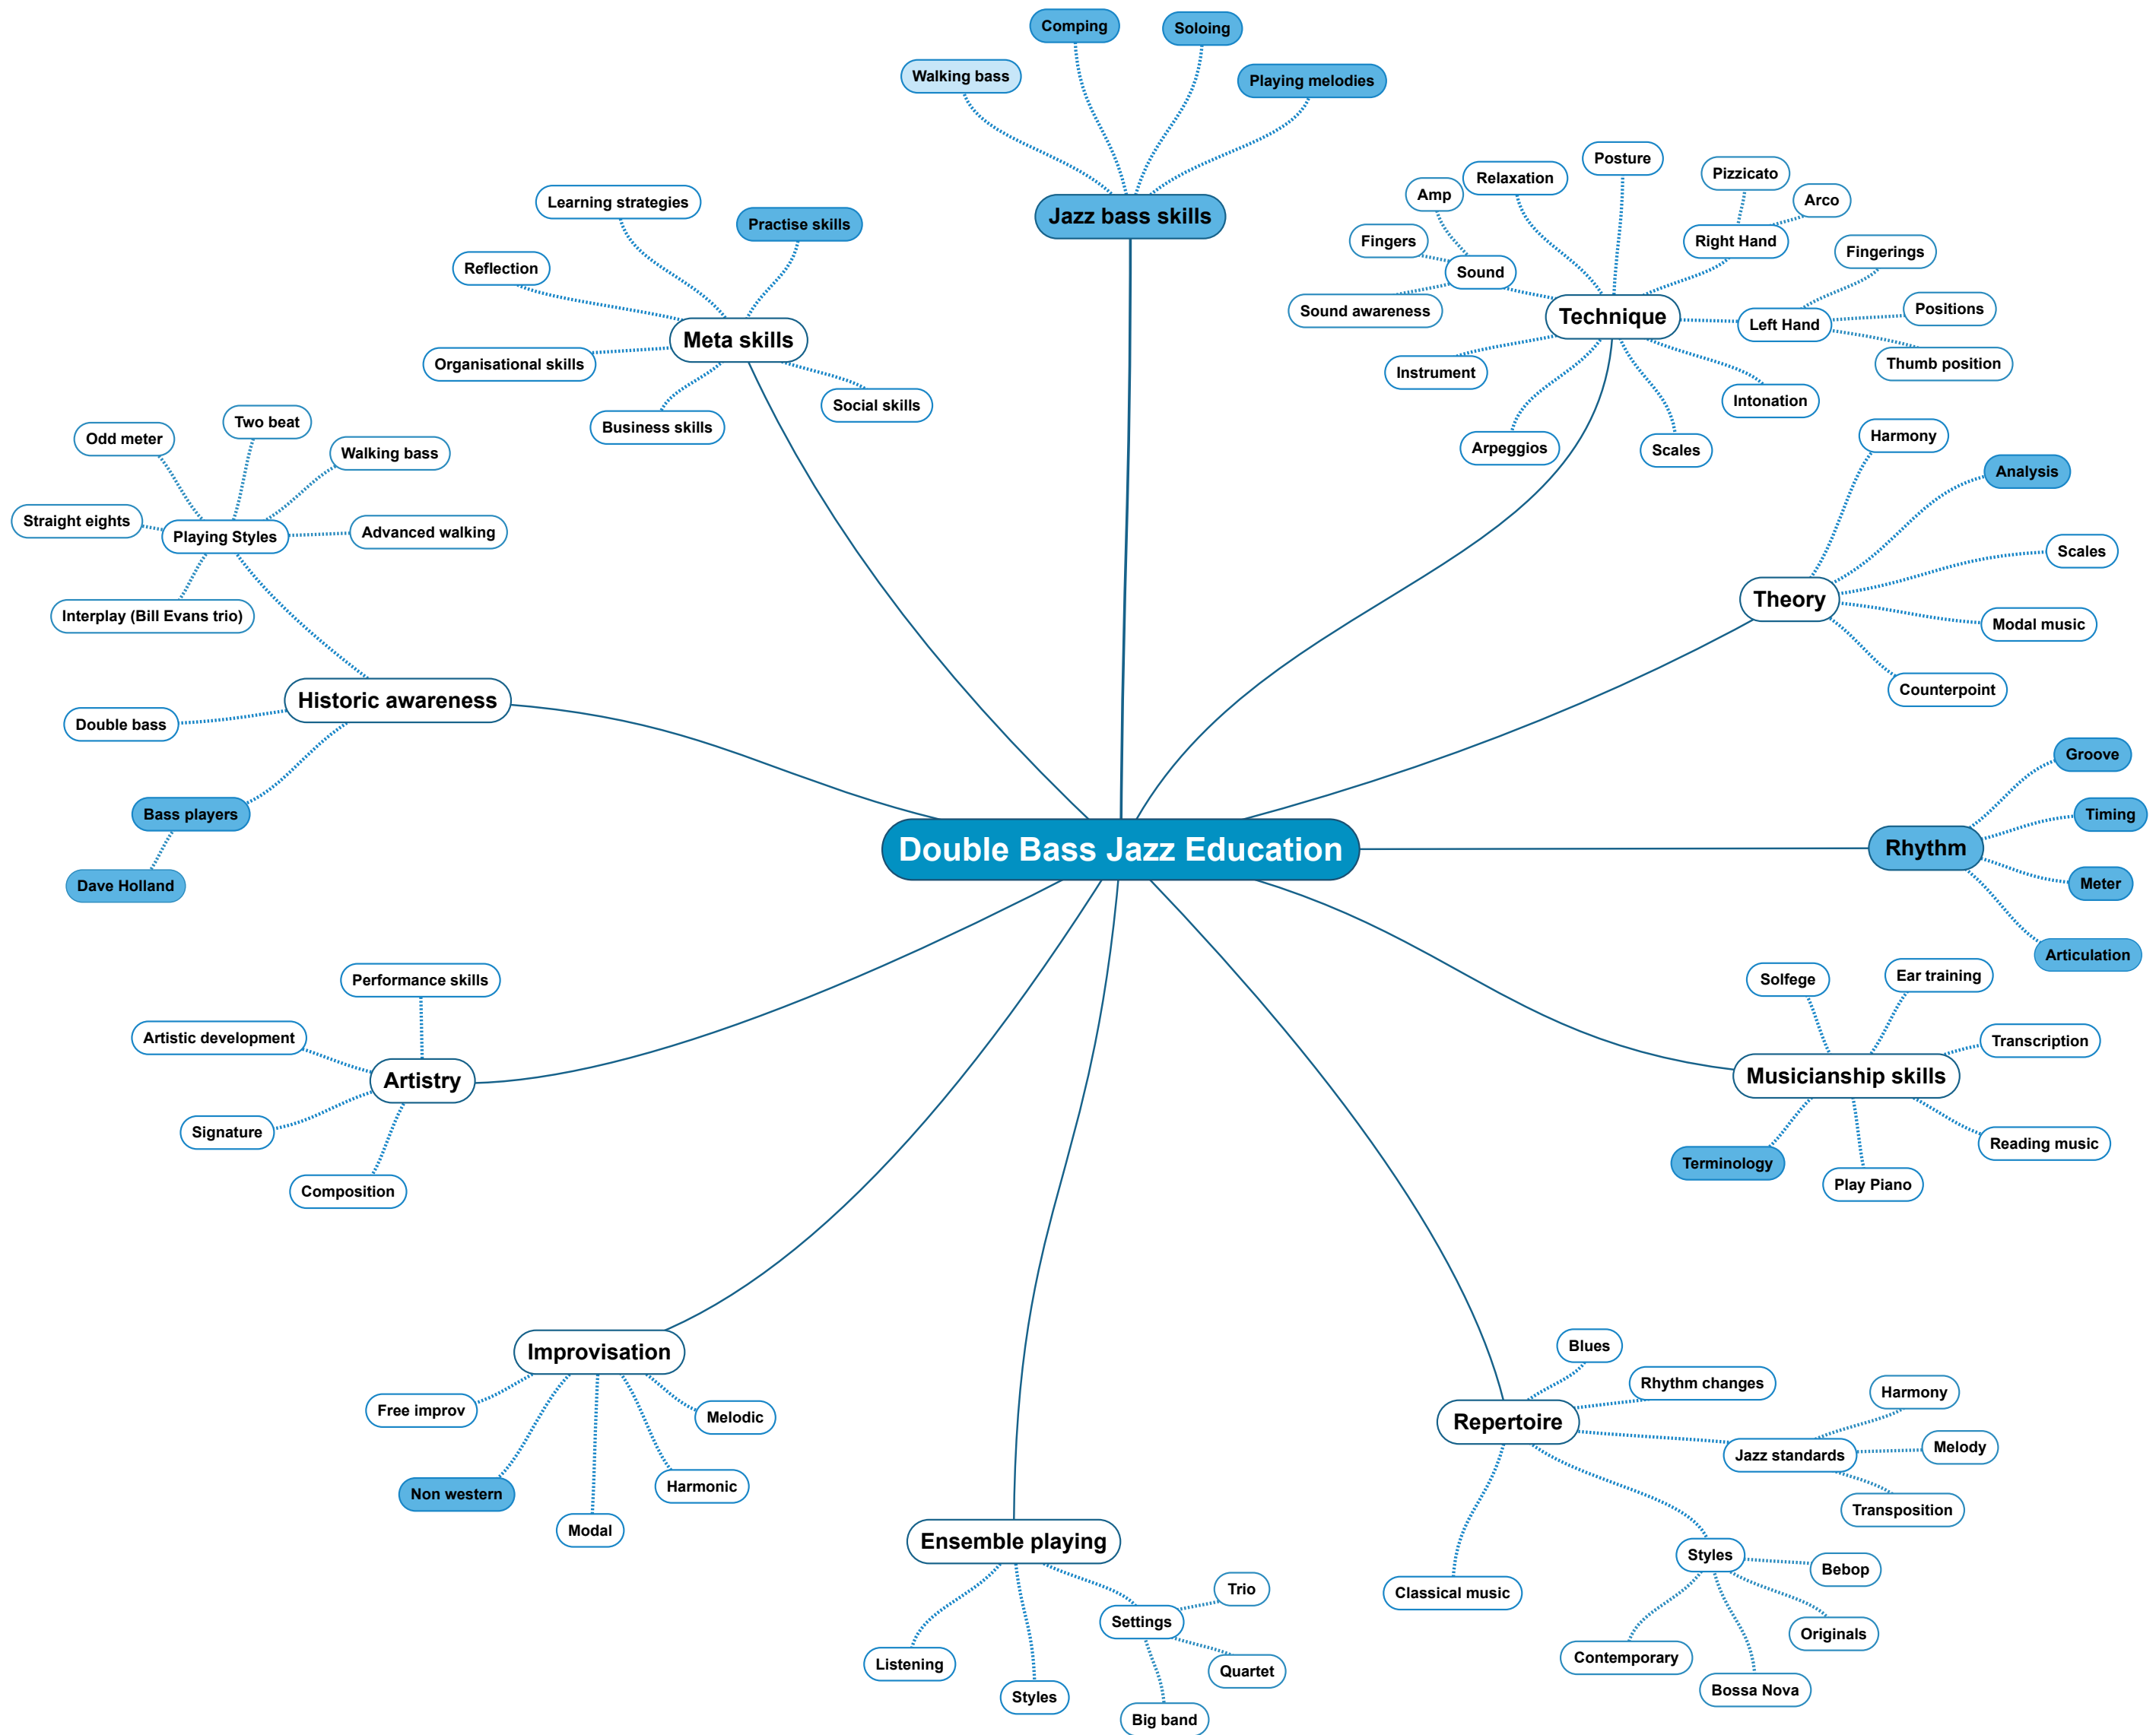 Comping
Soloing
Walking bass
Playing melodies
Jazz bass skills
Learning strategies
Practise skills
Reflection
Meta skills
Organisational skills
Social skills
Business skills
Posture
Relaxation
Pizzicato
Amp
Arco
Fingers
Right Hand
Fingerings
Sound
Sound awareness
Technique
Left Hand
Positions
Thumb position
Instrument
Intonation
Arpeggios
Scales
Two beat
Odd meter
Walking bass
Straight eights
Playing Styles
Advanced walking
Interplay (Bill Evans trio)
Historic awareness
Double bass
Bass players
Dave Holland
Harmony
Analysis
Scales
Theory
Modal music
Counterpoint
Double Bass Jazz Education
Groove
Timing
Rhythm
Meter
Articulation
Performance skills
Artistic development
Artistry
Signature
Composition
Solfege
Ear training
Transcription
Musicianship skills
Reading music
Terminology
Play Piano
Improvisation
Free improv
Melodic
Non western
Harmonic
Modal
Ensemble playing
Trio
Settings
Listening
Quartet
Styles
Big band
Blues
Rhythm changes
Harmony
Repertoire
Melody
Jazz standards
Transposition
Styles
Bebop
Classical music
Originals
Contemporary
Bossa Nova